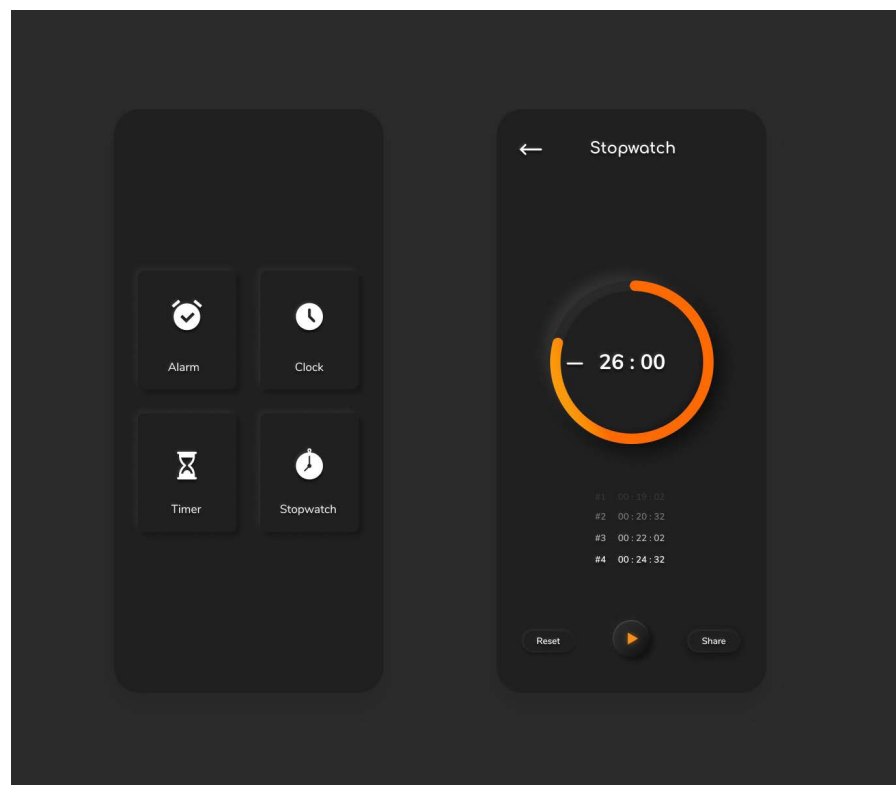 Alarm
Clock
Timer
Stopwatch
Stopwatch
26 : 00
#1 00 : 19 : 02
#2 00 : 20 : 32
#3 00 : 22 : 02
#4 00 : 24 : 32
Reset
Share